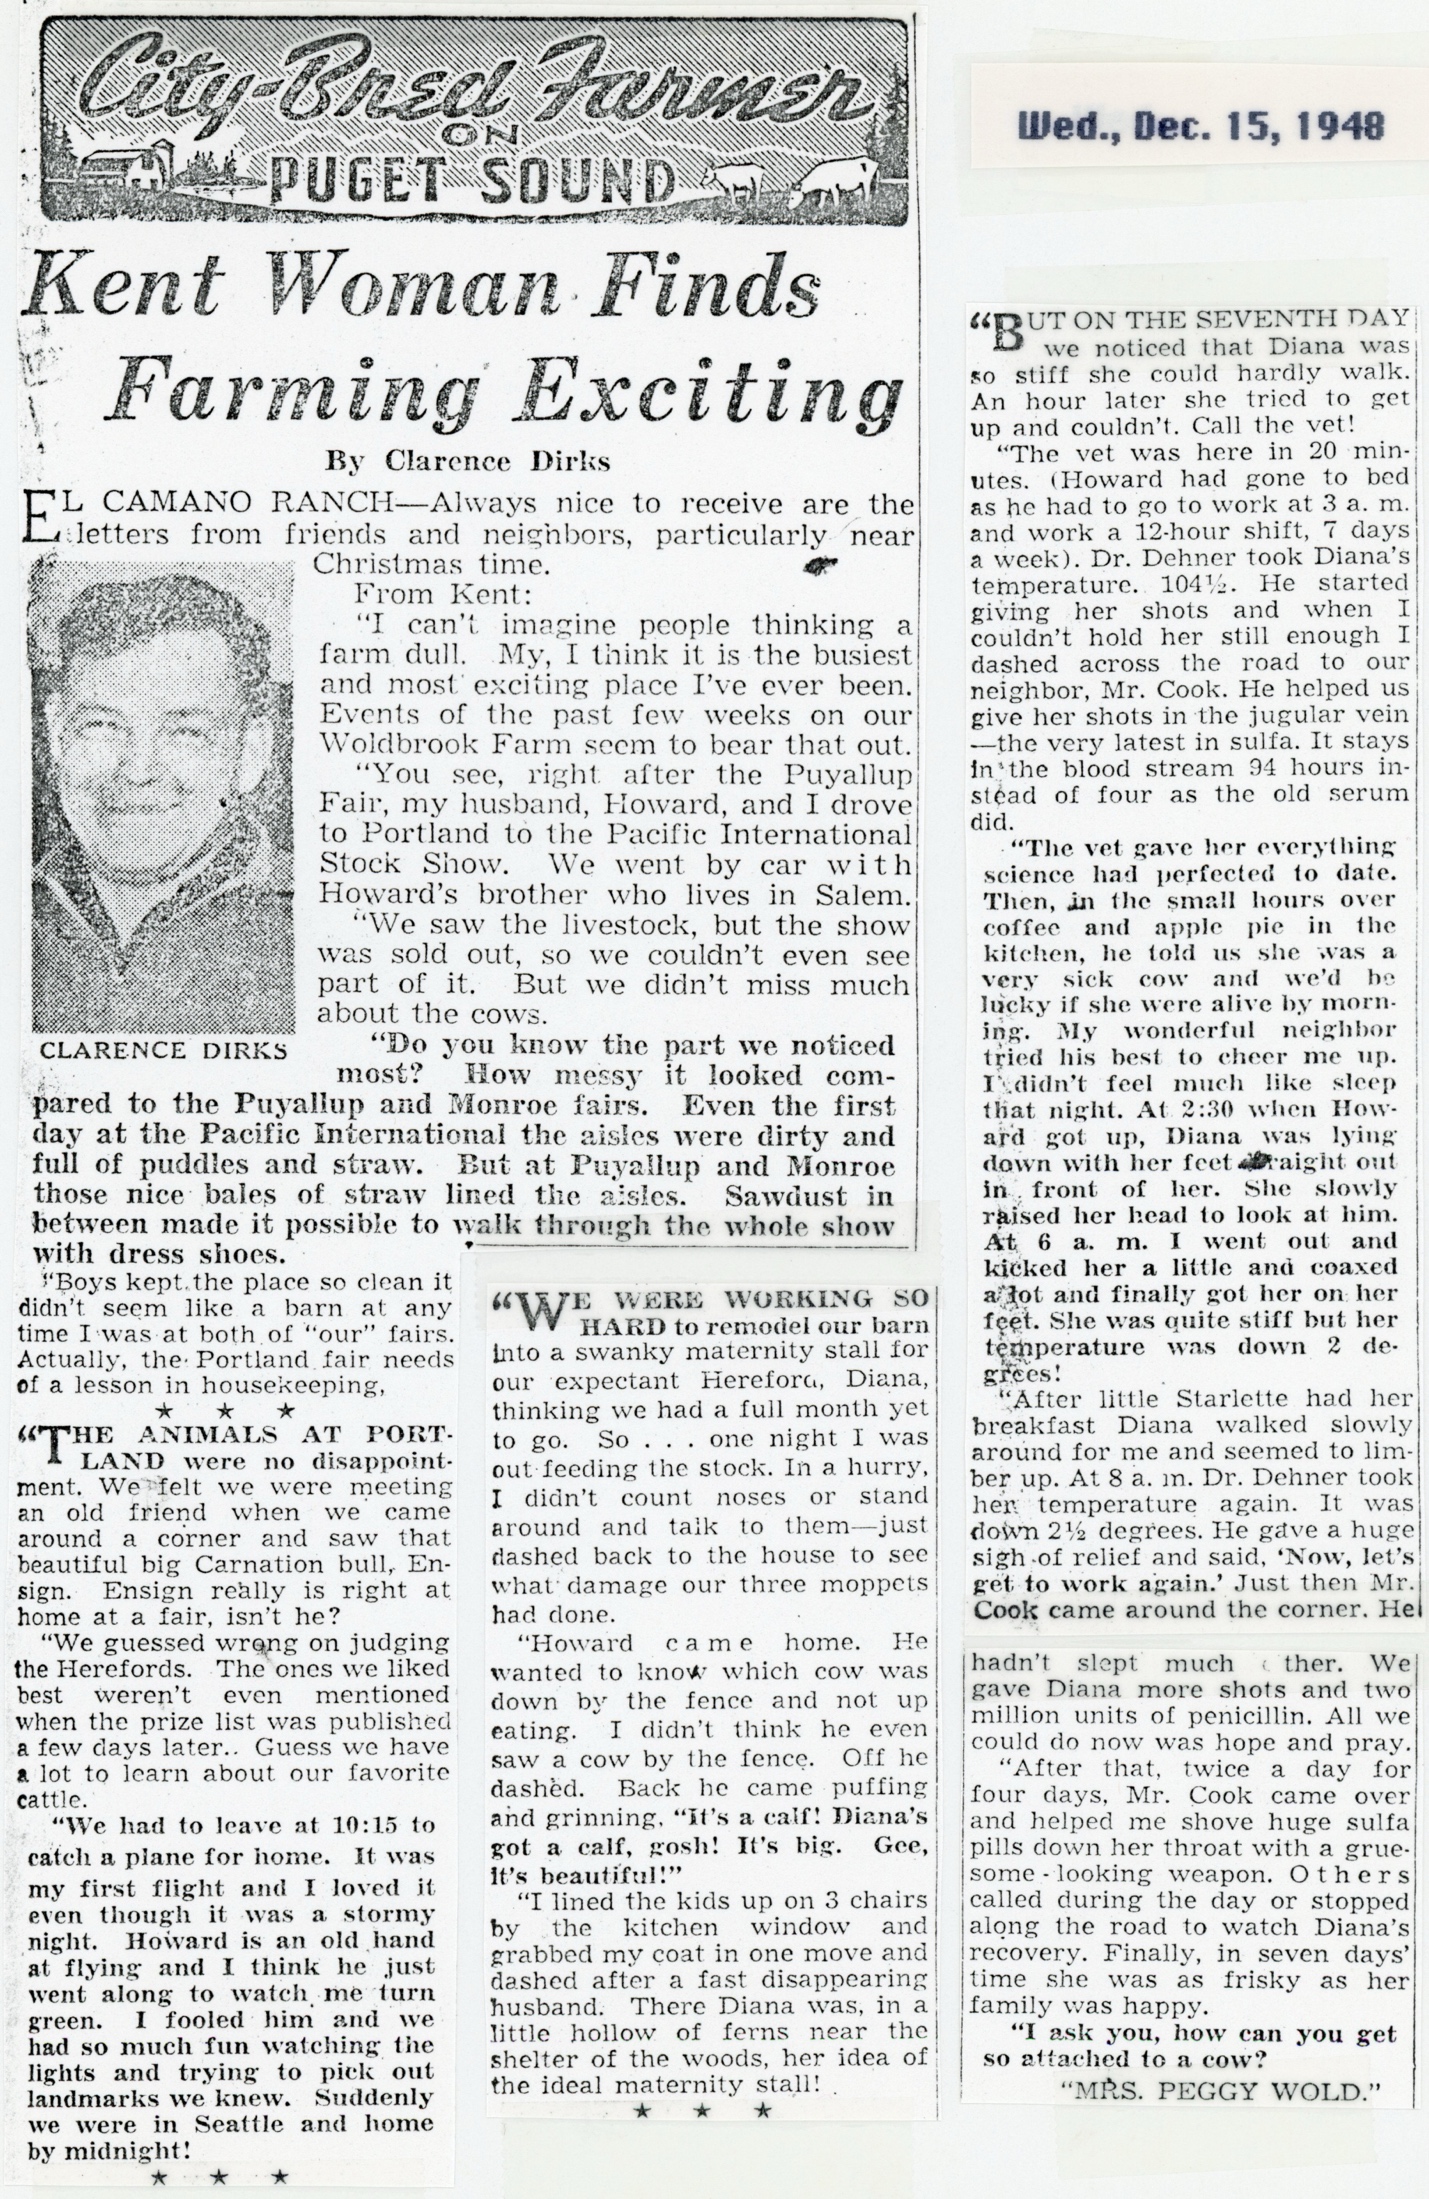 City-Bred Farmer
ON
PUGET SOUND
Wed., Dec. 15, 1948
Kent Woman Finds
Farming Exciting
By Clarence Dirks
EL CAMANO RANCH—Always nice to receive are the
letters from friends and neighbors, particularly near
Christmas time.
From Kent:
"I can't imagine people thinking a
farm dull. My, I think it is the busiest
and most exciting place I've ever been.
Events of the past few weeks on our
Woldbrook Farm seem to bear that out.
"You see, right after the Puyallup
Fair, my husband, Howard, and I drove
to Portland to the Pacific International
Stock Show. We went by car with
Howard's brother who lives in Salem.
"We saw the livestock, but the show
was sold out, so we couldn't even see
part of it. But we didn't miss much
about the cows.
CLARENCE DIRKS
"Do you know the part we noticed
most? How messy it looked com-
pared to the Puyallup and Monroe fairs. Even the first
day at the Pacific International the aisles were dirty and
full of puddles and straw. But at Puyallup and Monroe
those nice bales of straw lined the aisles. Sawdust in
between made it possible to walk through the whole show
with dress shoes.
"Boys kept the place so clean it
didn't seem like a barn at any
time I was at both of "our" fairs.
Actually, the Portland fair needs
of a lesson in housekeeping,
★ ★ ★
"THE ANIMALS AT PORT-
LAND were no disappoint-
ment. We felt we were meeting
an old friend when we came
around a corner and saw that
beautiful big Carnation bull, En-
sign. Ensign really is right at
home at a fair, isn't he?
"We guessed wrong on judging
the Herefords. The ones we liked
best weren't even mentioned
when the prize list was published
a few days later.. Guess we have
a lot to learn about our favorite
cattle.
"We had to leave at 10:15 to
catch a plane for home. It was
my first flight and I loved it
even though it was a stormy
night. Howard is an old hand
at flying and I think he just
went along to watch me turn
green. I fooled him and we
had so much fun watching the
lights and trying to pick out
landmarks we knew. Suddenly
we were in Seattle and home
by midnight!
★ ★ ★
"WE WERE WORKING SO
HARD to remodel our barn
into a swanky maternity stall for
our expectant Hereford, Diana,
thinking we had a full month yet
to go. So . . . one night I was
out feeding the stock. In a hurry,
I didn't count noses or stand
around and talk to them—just
dashed back to the house to see
what damage our three moppets
had done.
"Howard came home. He
wanted to know which cow was
down by the fence and not up
eating. I didn't think he even
saw a cow by the fence. Off he
dashed. Back he came puffing
and grinning, "It's a calf! Diana's
got a calf, gosh! It's big. Gee,
it's beautiful!"
"I lined the kids up on 3 chairs
by the kitchen window and
grabbed my coat in one move and
dashed after a fast disappearing
husband. There Diana was, in a
little hollow of ferns near the
shelter of the woods, her idea of
the ideal maternity stall!
★ ★ ★
"BUT ON THE SEVENTH DAY
we noticed that Diana was
so stiff she could hardly walk.
An hour later she tried to get
up and couldn't. Call the vet!
"The vet was here in 20 min-
utes. (Howard had gone to bed
as he had to go to work at 3 a. m.
and work a 12-hour shift, 7 days
a week). Dr. Dehner took Diana's
temperature. 104½. He started
giving her shots and when I
couldn't hold her still enough I
dashed across the road to our
neighbor, Mr. Cook. He helped us
give her shots in the jugular vein
—the very latest in sulfa. It stays
in the blood stream 94 hours in-
stead of four as the old serum
did.
"The vet gave her everything
science had perfected to date.
Then, in the small hours over
coffee and apple pie in the
kitchen, he told us she was a
very sick cow and we'd be
lucky if she were alive by morn-
ing. My wonderful neighbor
tried his best to cheer me up.
I didn't feel much like sleep
that night. At 2:30 when How-
ard got up, Diana was lying
down with her feet straight out
in front of her. She slowly
raised her head to look at him.
At 6 a. m. I went out and
kicked her a little and coaxed
a lot and finally got her on her
feet. She was quite stiff but her
temperature was down 2 de-
grees!
"After little Starlette had her
breakfast Diana walked slowly
around for me and seemed to lim-
ber up. At 8 a. m. Dr. Dehner took
her temperature again. It was
down 2½ degrees. He gave a huge
sigh of relief and said, 'Now, let's
get to work again.' Just then Mr.
Cook came around the corner. He
hadn't slept much ther. We
gave Diana more shots and two
million units of penicillin. All we
could do now was hope and pray.
"After that, twice a day for
four days, Mr. Cook came over
and helped me shove huge sulfa
pills down her throat with a grue-
some-looking weapon. Others
called during the day or stopped
along the road to watch Diana's
recovery. Finally, in seven days'
time she was as frisky as her
family was happy.
"I ask you, how can you get
so attached to a cow?
"MRS. PEGGY WOLD."